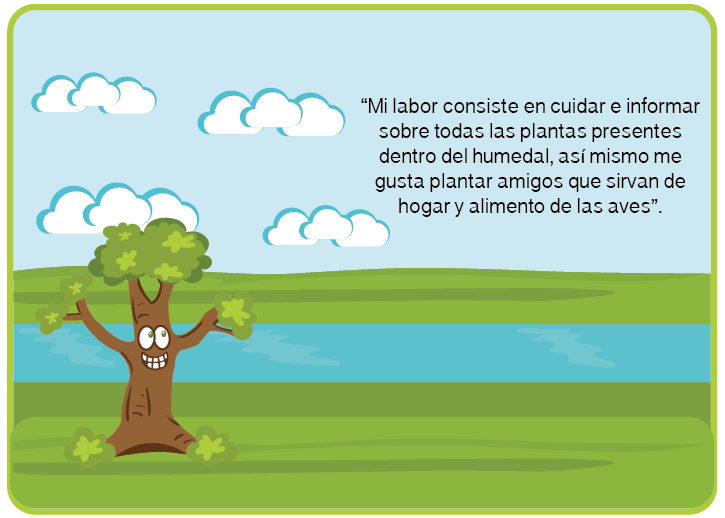 “Mi labor consiste en cuidar e informar
sobre todas las plantas presentes
dentro del humedal, así mismo me
gusta plantar amigos que sirvan de
hogar y alimento de las aves”.